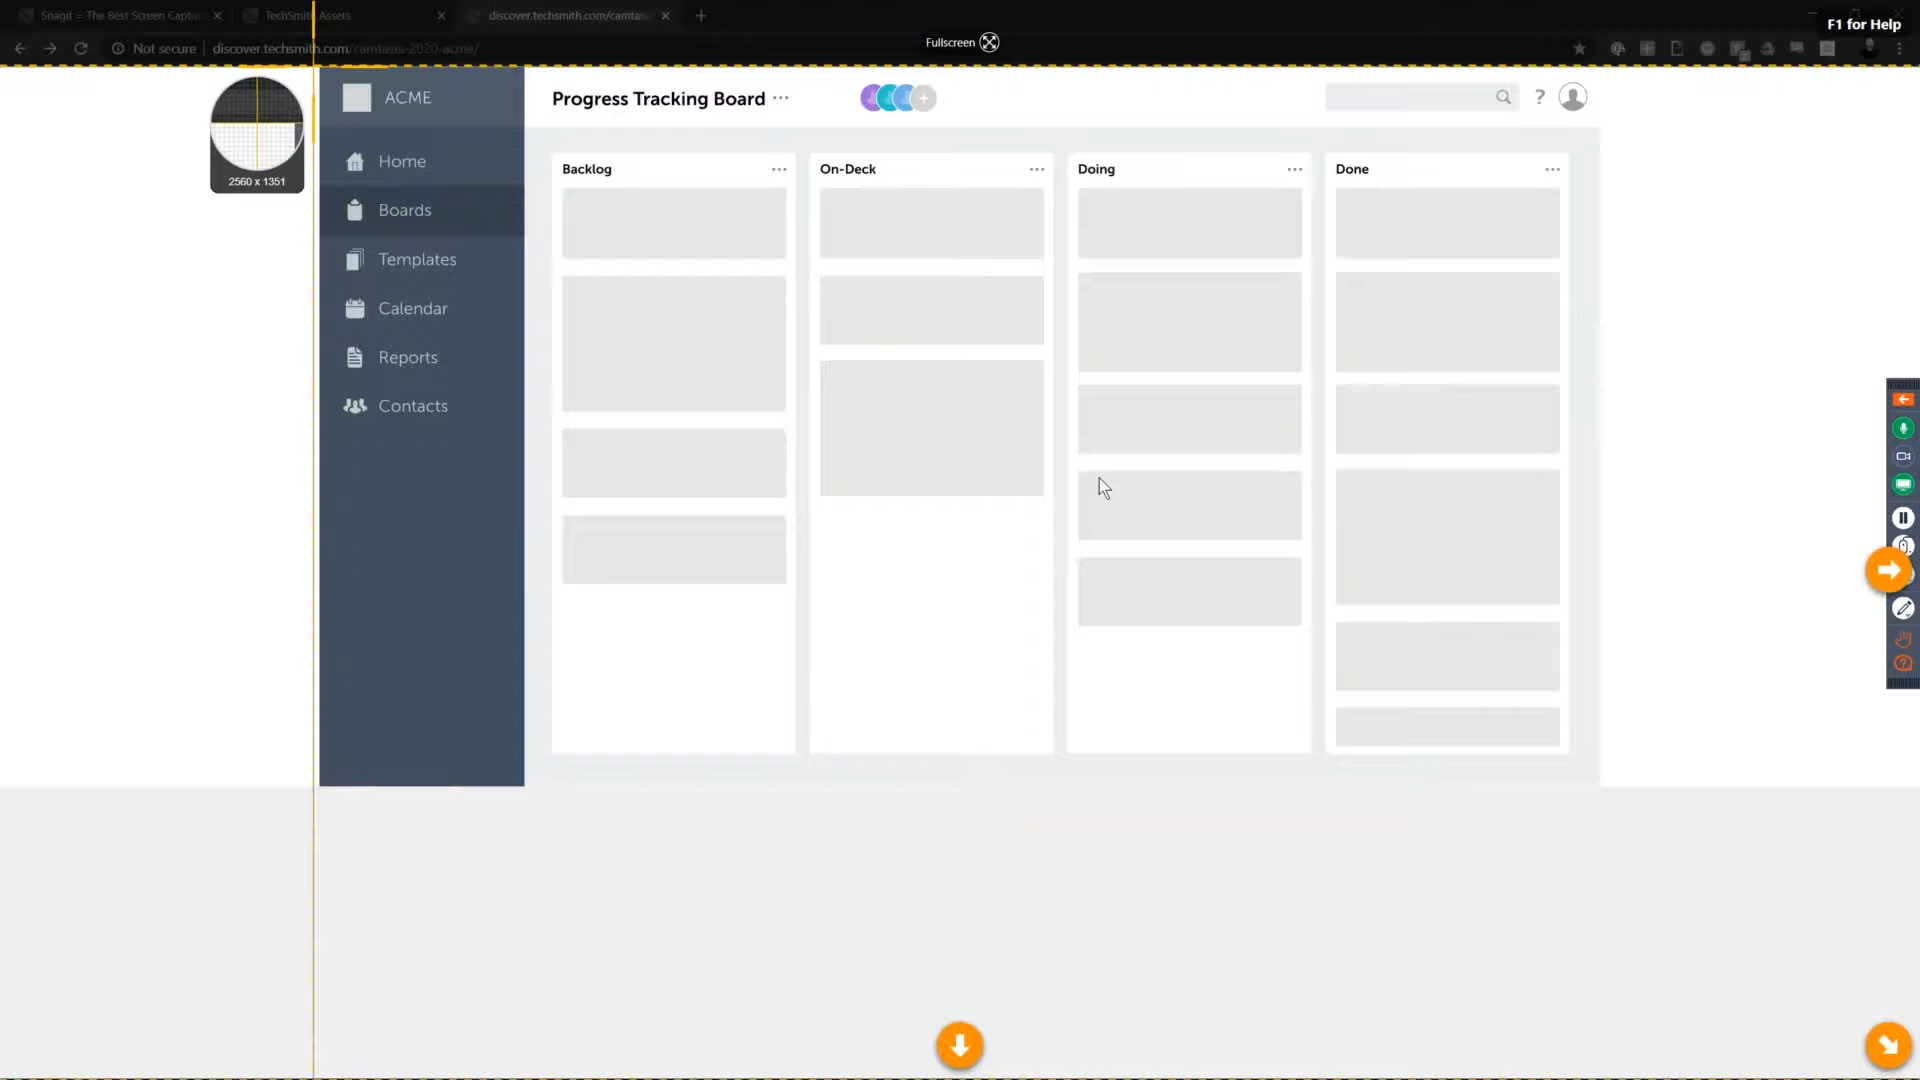 Snagit = The Best Screen Captu
TechSmith Assets
discover.techsmith.com/camtas
F1 for Help
Not secure
discover.techsmith.com/camtasia-2020-acme/
Fullscreen
ACME
Progress Tracking Board
?
Home
Boards
Templates
Calendar
Reports
Contacts
2560 x 1351
Backlog
On-Deck
Doing
Done